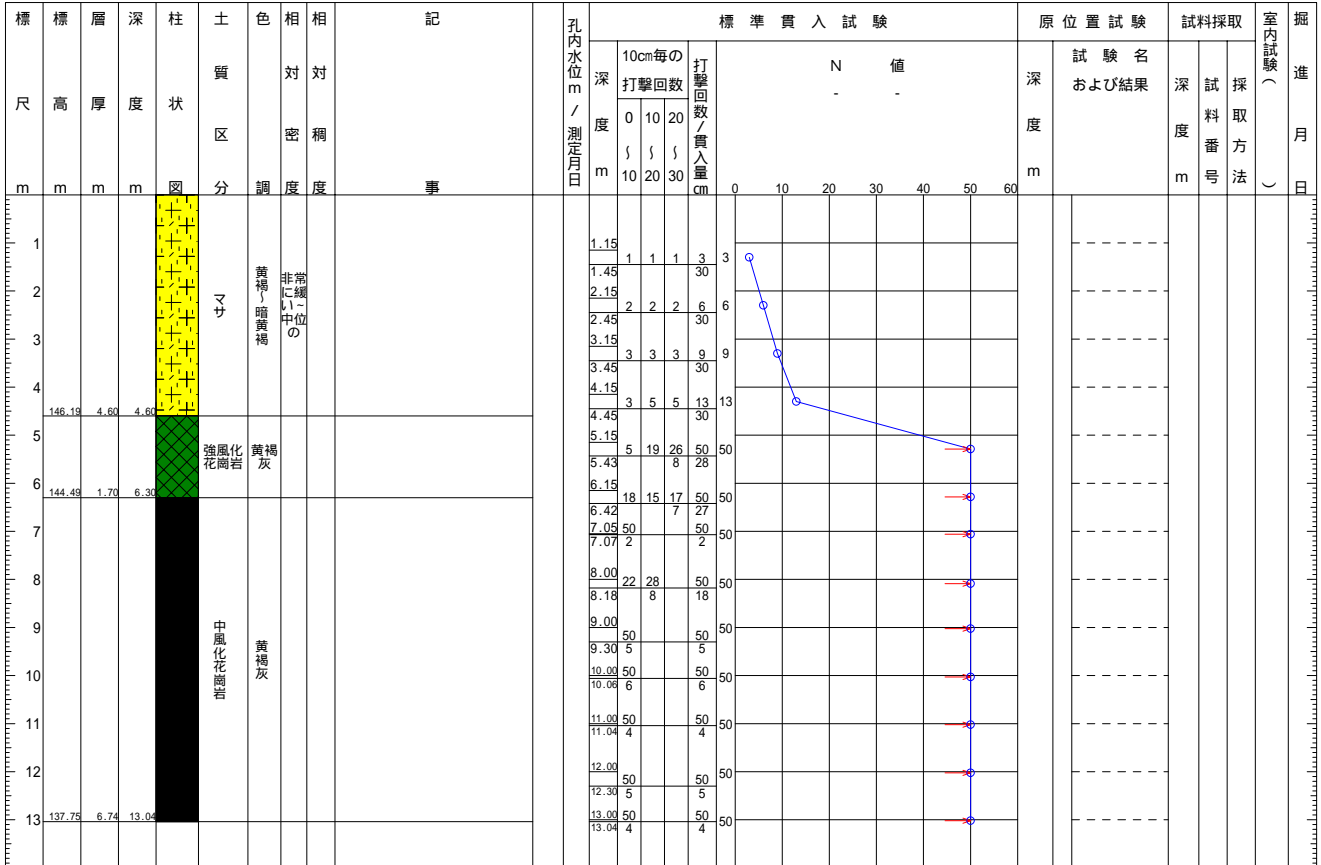 標尺 m
標高 m
層厚 m
深度 m
柱状図
土質区分
色調
相対密度
相対稠度
記事
孔内水位m/測定月日
標準貫入試験
深度 m
10cm毎の打撃回数
0〜10
10〜20
20〜30
打撃回数/貫入量 cm
N 値
- -
0 10 20 30 40 50 60
原位置試験
深度 m
試験名および結果
試料採取
深度 m
試料番号
採取方法
室内試験( )
掘進月日
1
2
3
4
5
6
7
8
9
10
11
12
13
146.19 4.60 4.60
マサ
黄褐〜暗黄褐
非常に緩い~中位の
144.49 1.70 6.30
強風化花崗岩
黄褐灰
137.75 6.74 13.04
中風化花崗岩
黄褐灰
1.15
1 1 1 3 3
1.45 30
2.15
2 2 2 6 6
2.45 30
3.15
3 3 3 9 9
3.45 30
4.15
3 5 5 13 13
4.45 30
5.15
5 19 26 50 50
5.43 8 28
6.15
18 15 17 50 50
6.42 7 27
7.05 50 50 50
7.07 2 2
8.00
22 28 50 50
8.18 8 18
9.00
50 50 50
9.30 5 5
10.00 50 50 50
10.06 6 6
11.00 50 50 50
11.04 4 4
12.00
50 50 50
12.30 5 5
13.00 50 50 50
13.04 4 4